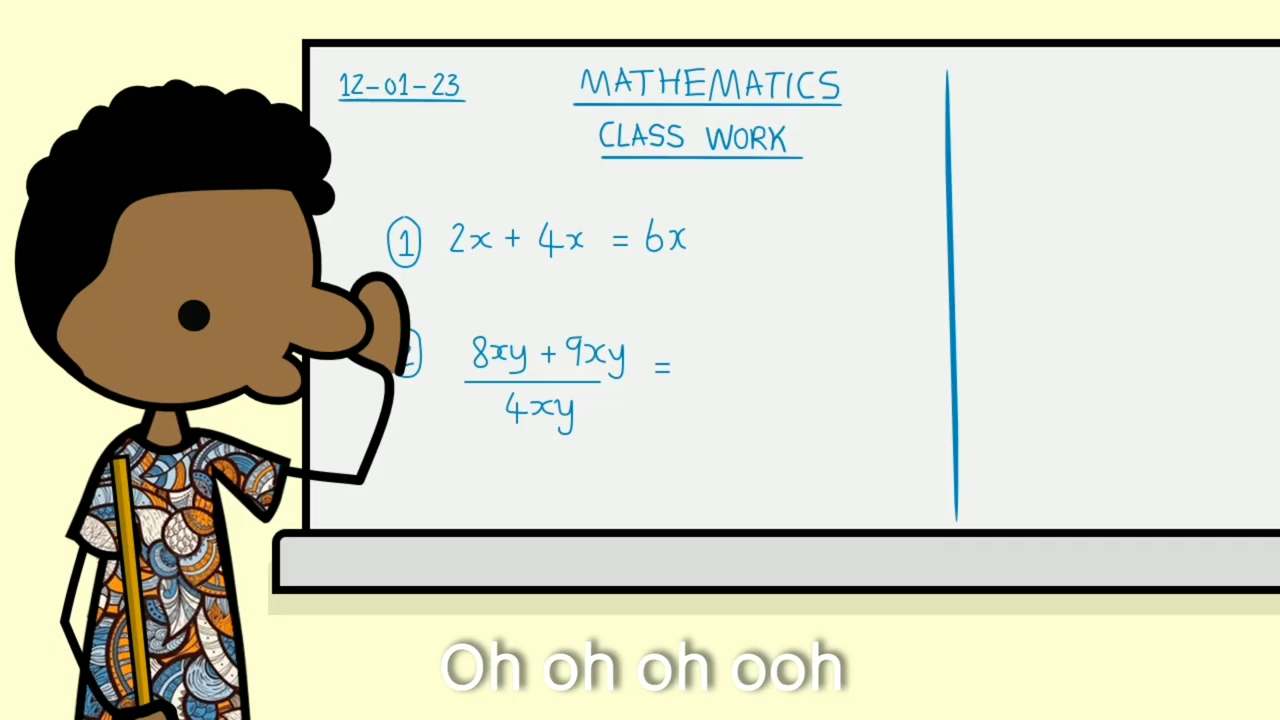 12-01-23
MATHEMATICS
CLASS WORK
1 2x + 4x = 6x
8xy + 9xy =
4xy
Oh oh oh ooh